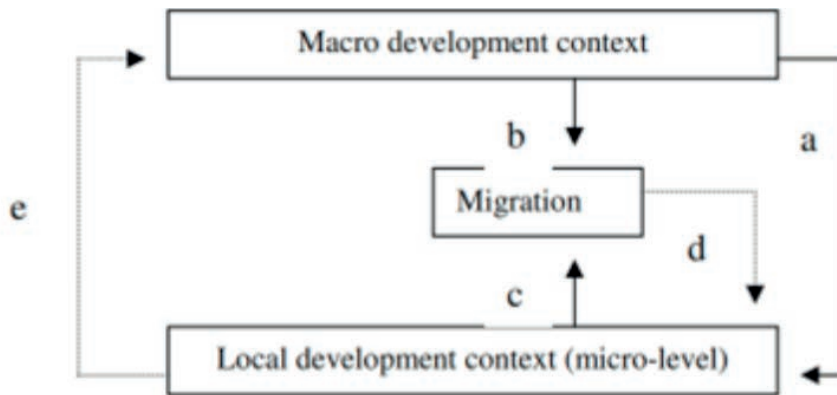 Macro development context
b
a
Migration
e
d
c
Local development context (micro-level)